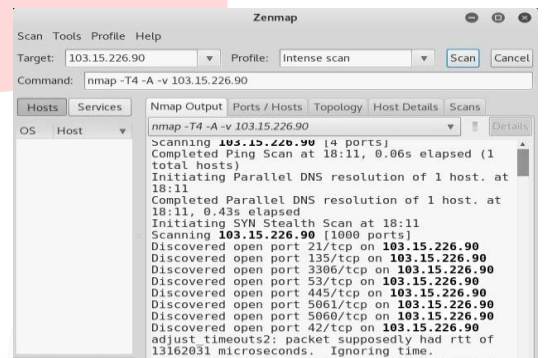 Zenmap
Scan Tools Profile Help
Target: 103.15.226.90 Profile: Intense scan Scan Cancel
Command: nmap -T4 -A -v 103.15.226.90
Hosts Services Nmap Output Ports / Hosts Topology Host Details Scans
OS Host nmap -T4 -A -v 103.15.226.90 Details
Scanning 103.15.226.90 [4 ports]
Completed Ping Scan at 18:11, 0.06s elapsed (1
total hosts)
Initiating Parallel DNS resolution of 1 host. at
18:11
Completed Parallel DNS resolution of 1 host. at
18:11, 0.43s elapsed
Initiating SYN Stealth Scan at 18:11
Scanning 103.15.226.90 [1000 ports]
Discovered open port 21/tcp on 103.15.226.90
Discovered open port 135/tcp on 103.15.226.90
Discovered open port 3306/tcp on 103.15.226.90
Discovered open port 53/tcp on 103.15.226.90
Discovered open port 445/tcp on 103.15.226.90
Discovered open port 5061/tcp on 103.15.226.90
Discovered open port 5060/tcp on 103.15.226.90
Discovered open port 42/tcp on 103.15.226.90
adjust_timeouts2: packet supposedly had rtt of
13162031 microseconds. Ignoring time.